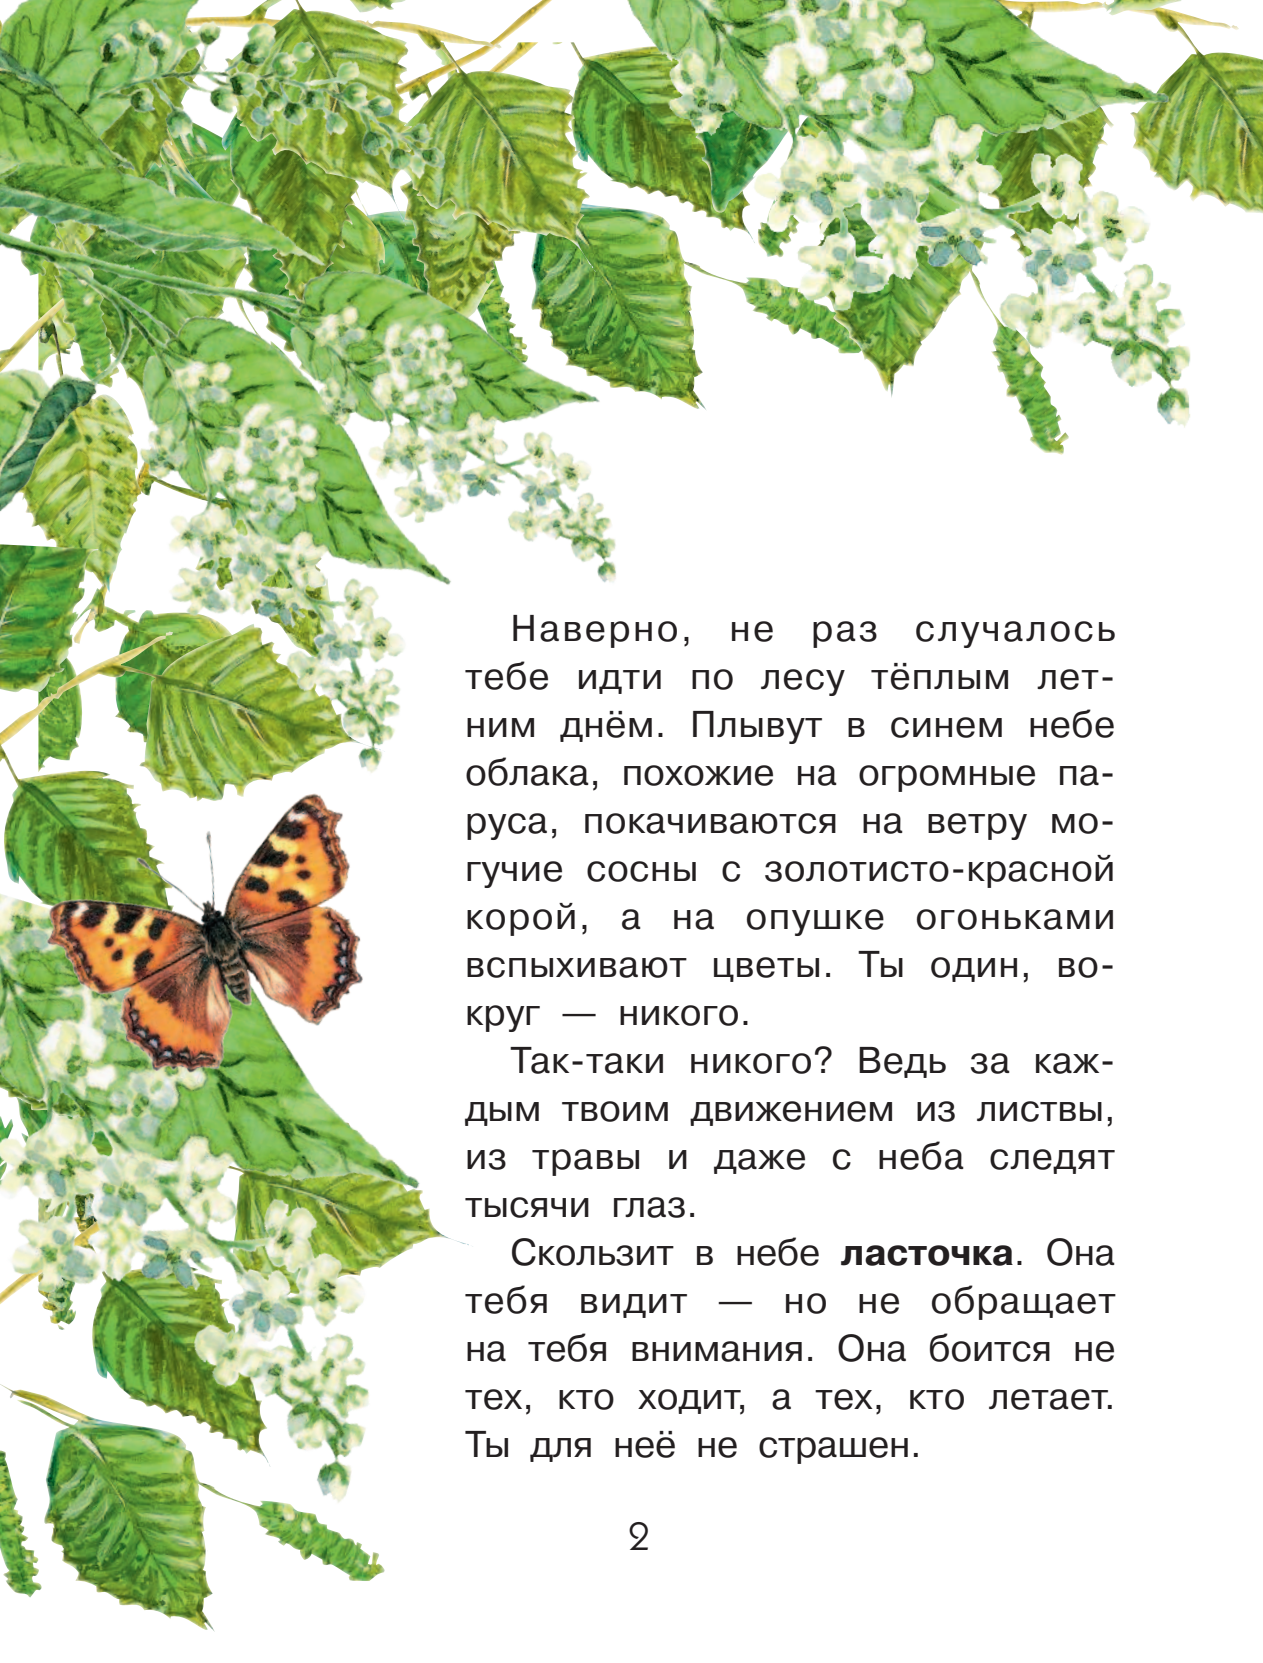 Наверно, не раз случалось
тебе идти по лесу тёплым лет-
ним днём. Плывут в синем небе
облака, похожие на огромные па-
руса, покачиваются на ветру мо-
гучие сосны с золотисто-красной
корой, а на опушке огоньками
вспыхивают цветы. Ты один, во-
круг — никого.
Так-таки никого? Ведь за каж-
дым твоим движением из листвы,
из травы и даже с неба следят
тысячи глаз.
Скользит в небе ласточка. Она
тебя видит — но не обращает
на тебя внимания. Она боится не
тех, кто ходит, а тех, кто летает.
Ты для неё не страшен.
2